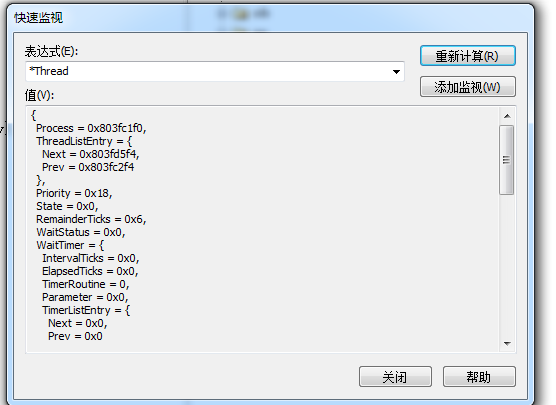 快速监视
表达式(E):
重新计算(R)
*Thread
添加监视(W)
值(V):
{
Process = 0x803fc1f0,
ThreadListEntry = {
Next = 0x803fd5f4,
Prev = 0x803fc2f4
},
Priority = 0x18,
State = 0x0,
RemainderTicks = 0x6,
WaitStatus = 0x0,
WaitTimer = {
IntervalTicks = 0x0,
ElapsedTicks = 0x0,
TimerRoutine = 0,
Parameter = 0x0,
TimerListEntry = {
Next = 0x0,
Prev = 0x0
关闭
帮助